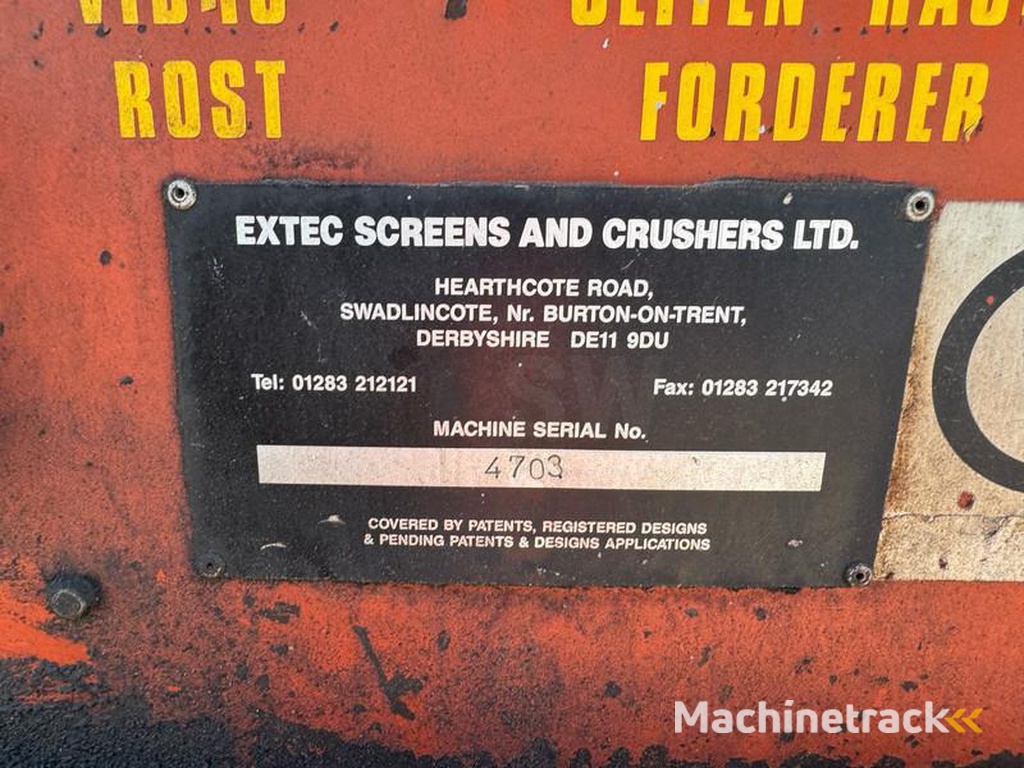 ROST
FORDERER
EXTEC SCREENS AND CRUSHERS LTD.
HEARTHCOTE ROAD,
SWADLINCOTE, Nr. BURTON-ON-TRENT,
DERBYSHIRE DE11 9DU
Tel: 01283 212121 Fax: 01283 217342
MACHINE SERIAL No.
4703
COVERED BY PATENTS, REGISTERED DESIGNS
& PENDING PATENTS & DESIGNS APPLICATIONS
Machinetrack